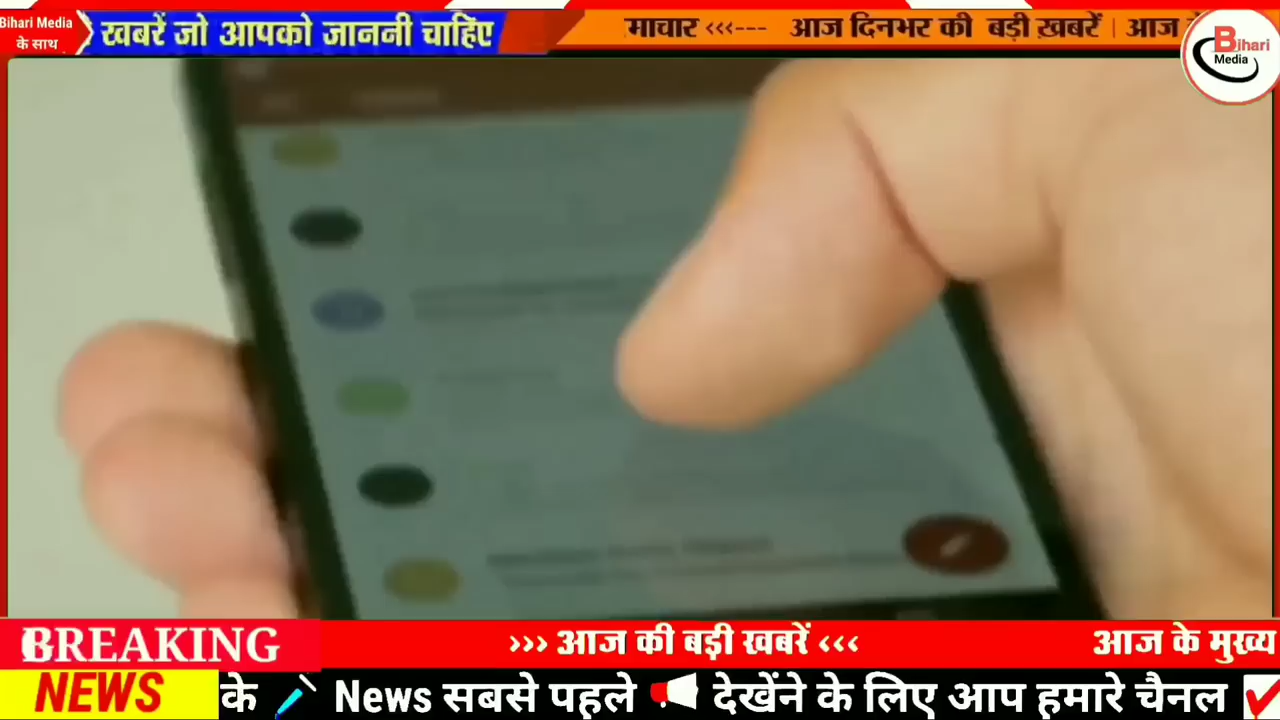 Bihari Media
के साथ
खबरें जो आपको जाननी चाहिए
माचार ‹‹‹--- आज दिनभर की बड़ी ख़बरें | आज
Bihari
Media
BREAKING
››› आज की बड़ी खबरें ‹‹‹ आज के मुख्य
NEWS
के News सबसे पहले देखेंने के लिए आप हमारे चैनल